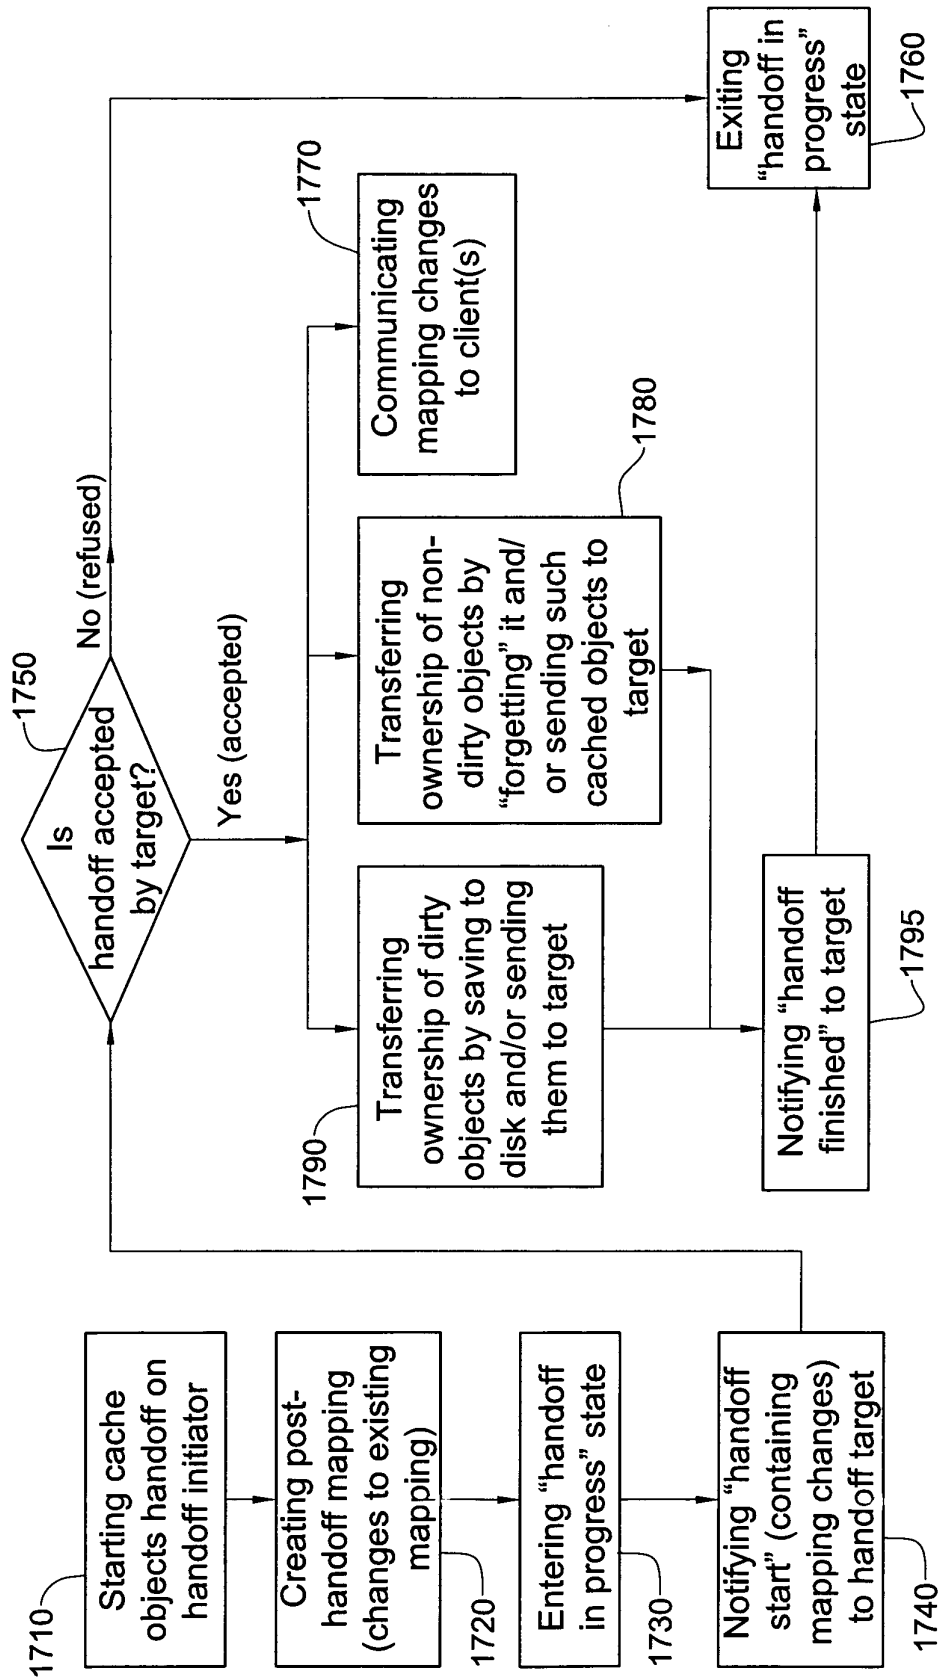 1710
Starting cache
objects handoff on
handoff initiator
Creating post-
handoff mapping
(changes to existing
mapping)
1720
Entering “handoff
in progress” state
1730
Notifying “handoff
start” (containing
mapping changes)
to handoff target
1740
1750
Is
handoff accepted
by target?
No (refused)
Yes (accepted)
1790
Transferring
ownership of dirty
objects by saving to
disk and/or sending
them to target
Transferring
ownership of non-
dirty objects by
“forgetting” it and/
or sending such
cached objects to
target
1780
Communicating
mapping changes
to client(s)
1770
Notifying “handoff
finished” to target
1795
Exiting
“handoff in
progress”
state
1760